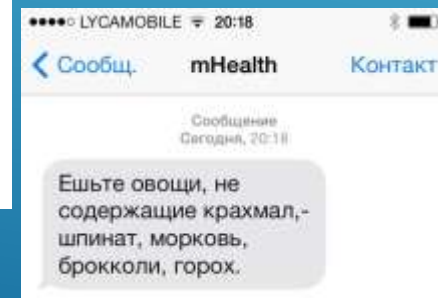 LYCAMOBILE 20:18
Сообщ. mHealth Контакт
Сообщение
Сегодня, 20:18
Ешьте овощи, не
содержащие крахмал,-
шпинат, морковь,
брокколи, горох.